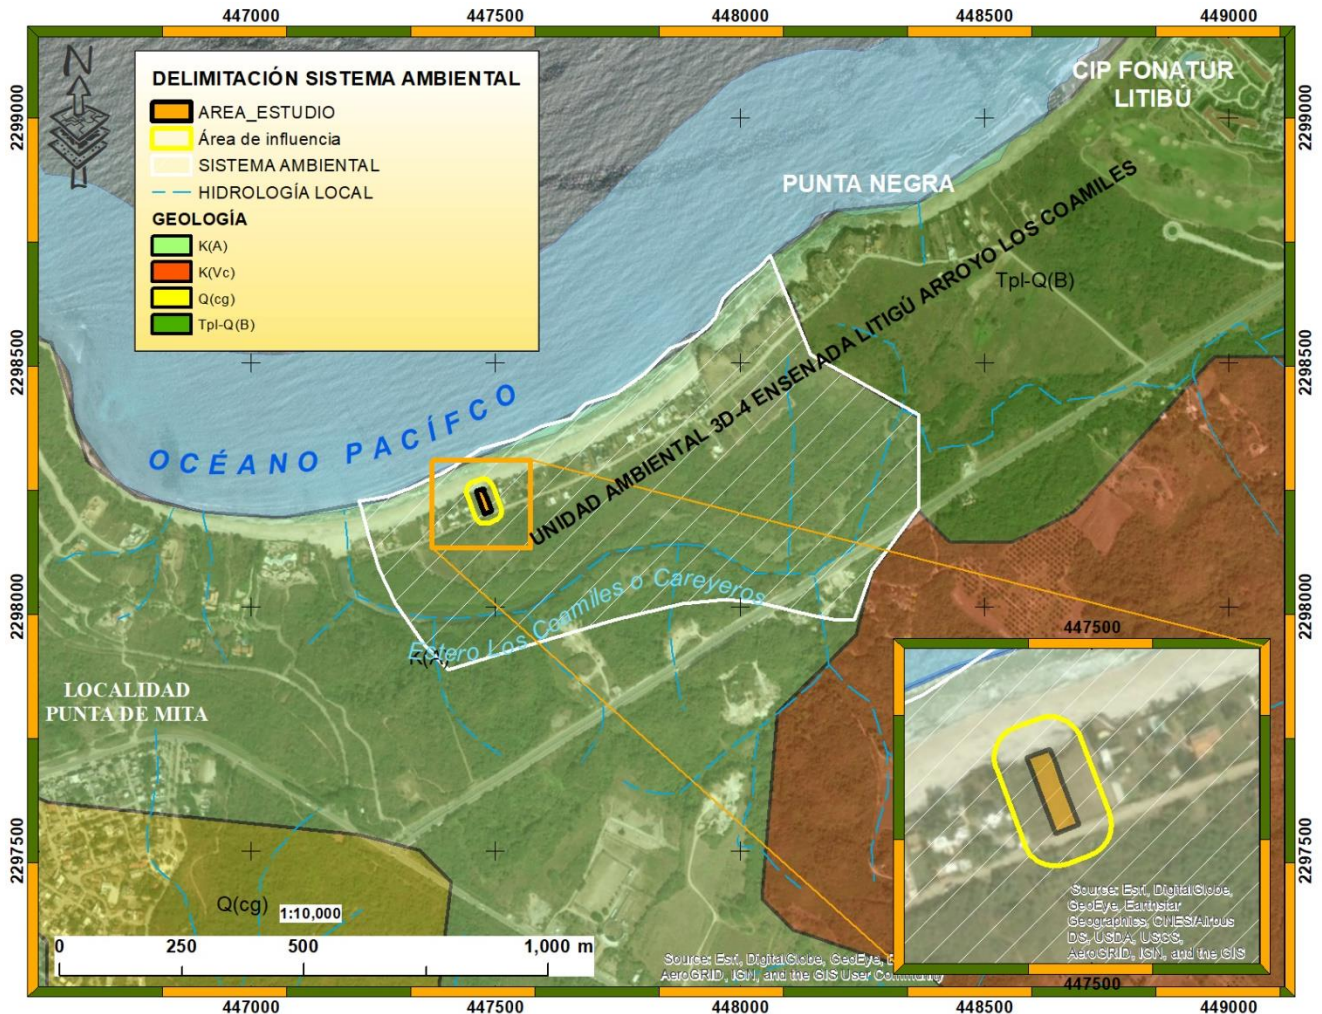 447000 447500 448000 448500 449000
N
DELIMITACIÓN SISTEMA AMBIENTAL
AREA_ESTUDIO
Área de influencia
SISTEMA AMBIENTAL
HIDROLOGÍA LOCAL
GEOLOGÍA
K(A)
K(Vc)
Q(cg)
Tpl-Q(B)
CIP FONATUR
LITIBÚ
2299000
2299000
PUNTA NEGRA
UNIDAD AMBIENTAL 3D-4 ENSENADA LITIGÚ ARROYO LOS COAMILES
Tpl-Q(B)
2298500
2298500
OCÉANO PACÍFCO
2298000
2298000
Estero Los Coamiles o Careyeros
LOCALIDAD
PUNTA DE MITA
447500
2297500
2297500
Q(cg)
1:10,000
0 250 500 1,000 m
Source: Esri, DigitalGlobe, GeoEye,
AeroGRID, IGN, and the GIS User Community
Source: Esri, DigitalGlobe,
GeoEye, Earthstar
Geographics, CNES/Airbus
DS, USDA, USGS,
AeroGRID, IGN, and the GIS
447500
447000 447500 448000 448500 449000